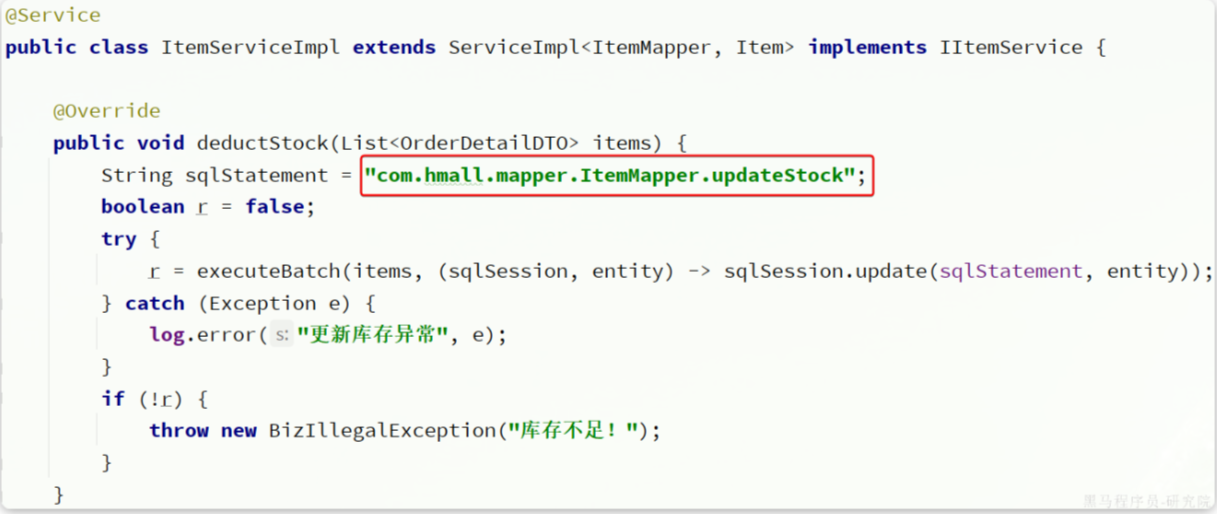 @Service
public class ItemServiceImpl extends ServiceImpl<ItemMapper, Item> implements IItemService {
@Override
public void deductStock(List<OrderDetailDTO> items) {
String sqlStatement = "com.hmall.mapper.ItemMapper.updateStock";
boolean r = false;
try {
r = executeBatch(items, (sqlSession, entity) -> sqlSession.update(sqlStatement, entity));
} catch (Exception e) {
log.error( s: "更新库存异常", e);
}
if (!r) {
throw new BizIllegalException("库存不足！");
}
}
黑马程序员-研究院